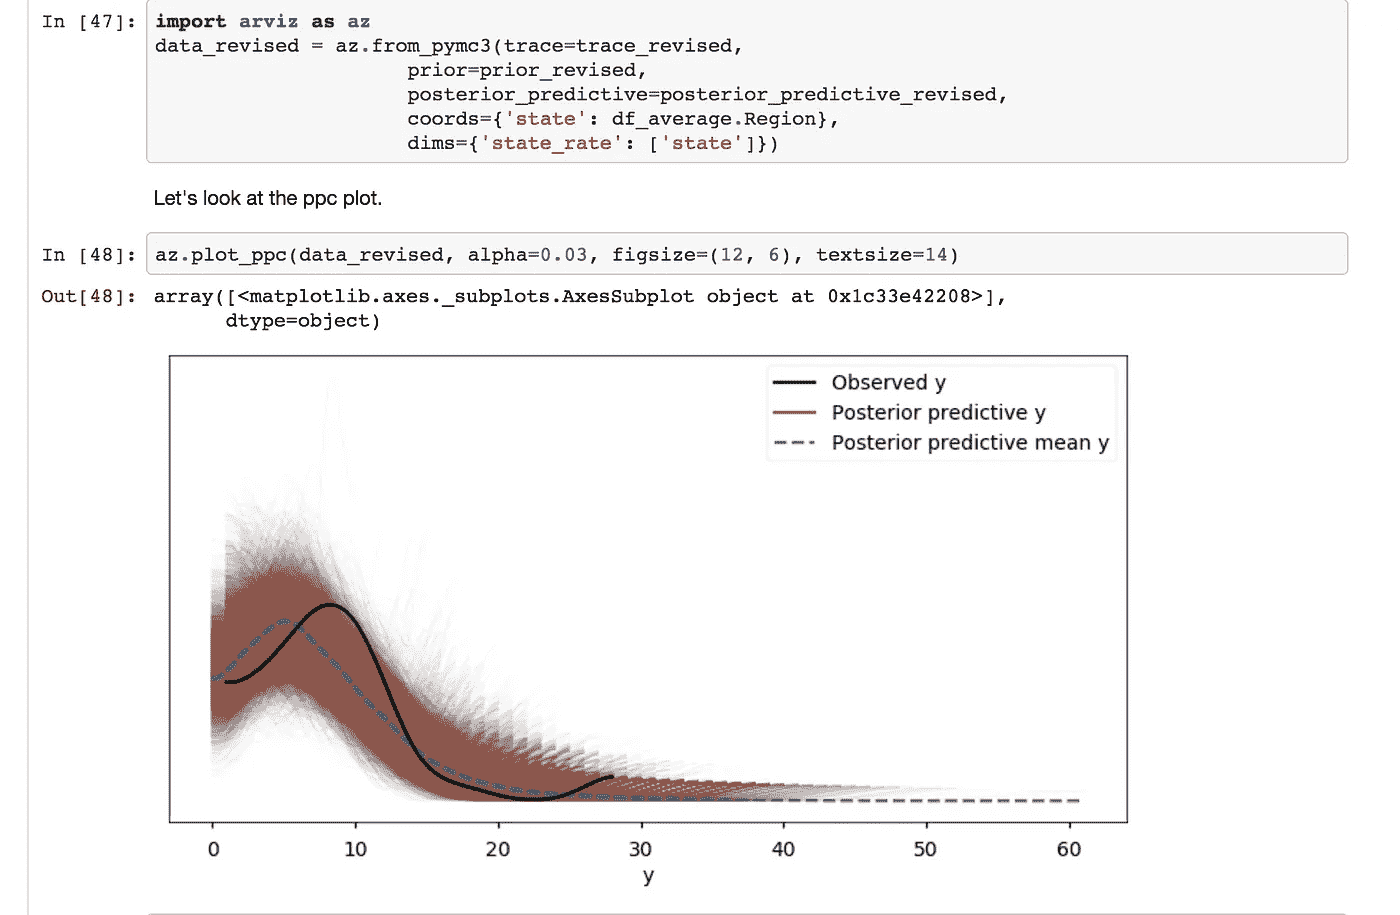 In [47]: import arviz as az
data_revised = az.from_pymc3(trace=trace_revised,
prior=prior_revised,
posterior_predictive=posterior_predictive_revised,
coords={'state': df_average.Region},
dims={'state_rate': ['state']})
Let's look at the ppc plot.
In [48]: az.plot_ppc(data_revised, alpha=0.03, figsize=(12, 6), textsize=14)
Out[48]: array([<matplotlib.axes._subplots.AxesSubplot object at 0x1c33e42208>],
dtype=object)
Observed y
Posterior predictive y
Posterior predictive mean y
0 10 20 30 40 50 60
y